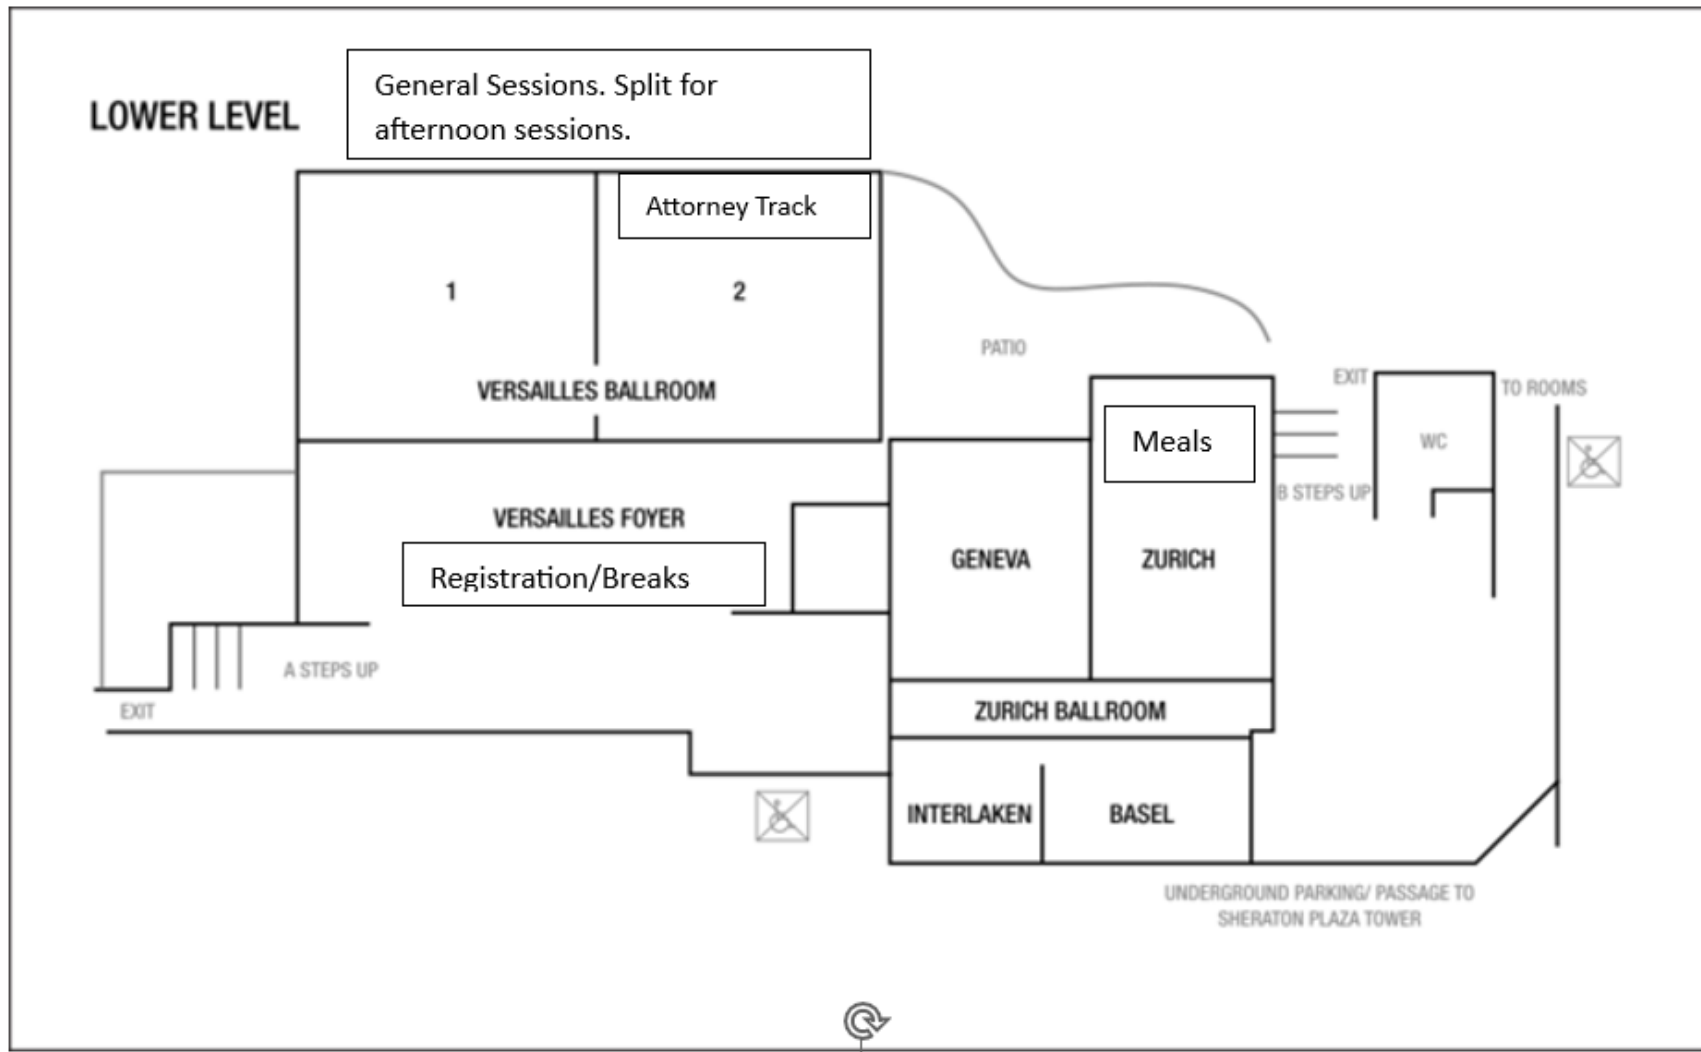 LOWER LEVEL
General Sessions. Split for
afternoon sessions.
Attorney Track
1
2
VERSAILLES BALLROOM
PATIO
EXIT
TO ROOMS
Meals
WC
B STEPS UP
VERSAILLES FOYER
Registration/Breaks
GENEVA
ZURICH
A STEPS UP
EXIT
ZURICH BALLROOM
INTERLAKEN
BASEL
UNDERGROUND PARKING/ PASSAGE TO
SHERATON PLAZA TOWER